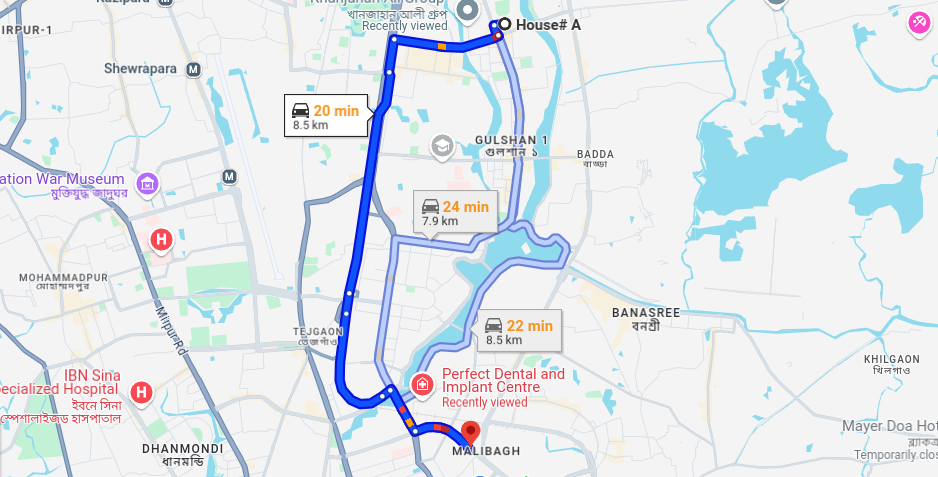 Kazipara
খানজাহান আলী গ্রুপ
Recently viewed
House# A
IRPUR-1
Shewrapara
20 min
8.5 km
GULSHAN 1
গুলশান ১
BADDA
বাড্ডা
ation War Museum
মুক্তিযুদ্ধ জাদুঘর
24 min
7.9 km
MOHAMMADPUR
মোহাম্মদপুর
Mirpur Rd
BANASREE
বনশ্রী
TEJGAON
তেজগাঁও
22 min
8.5 km
KHILGAON
খিলগাঁও
IBN Sina
ecialized Hospital
ইবনে সিনা
স্পেশালাইজড হাসপাতাল
Perfect Dental and
Implant Centre
Recently viewed
Mayer Doa Hot
Temporarily clos
DHANMONDI
ধানমন্ডি
MALIBAGH